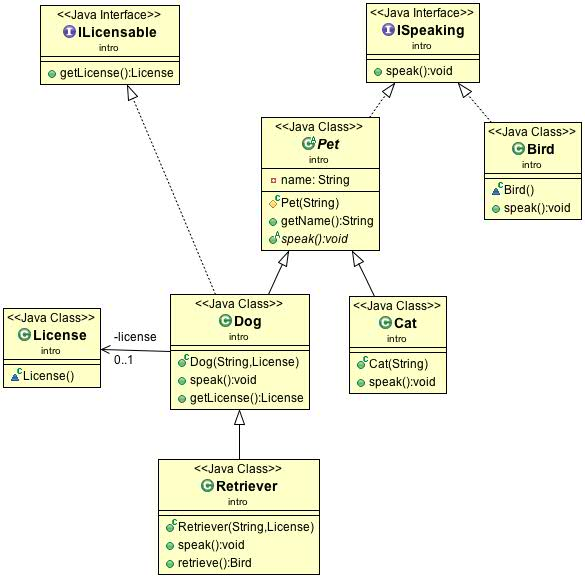 <<Java Interface>>
ILicensable
intro
getLicense():License
<<Java Interface>>
ISpeaking
intro
speak():void
<<Java Class>>
Pet
intro
name: String
Pet(String)
getName():String
speak():void
<<Java Class>>
Bird
intro
Bird()
speak():void
<<Java Class>>
License
intro
License()
-license
0..1
<<Java Class>>
Dog
intro
Dog(String,License)
speak():void
getLicense():License
<<Java Class>>
Cat
intro
Cat(String)
speak():void
<<Java Class>>
Retriever
intro
Retriever(String,License)
speak():void
retrieve():Bird